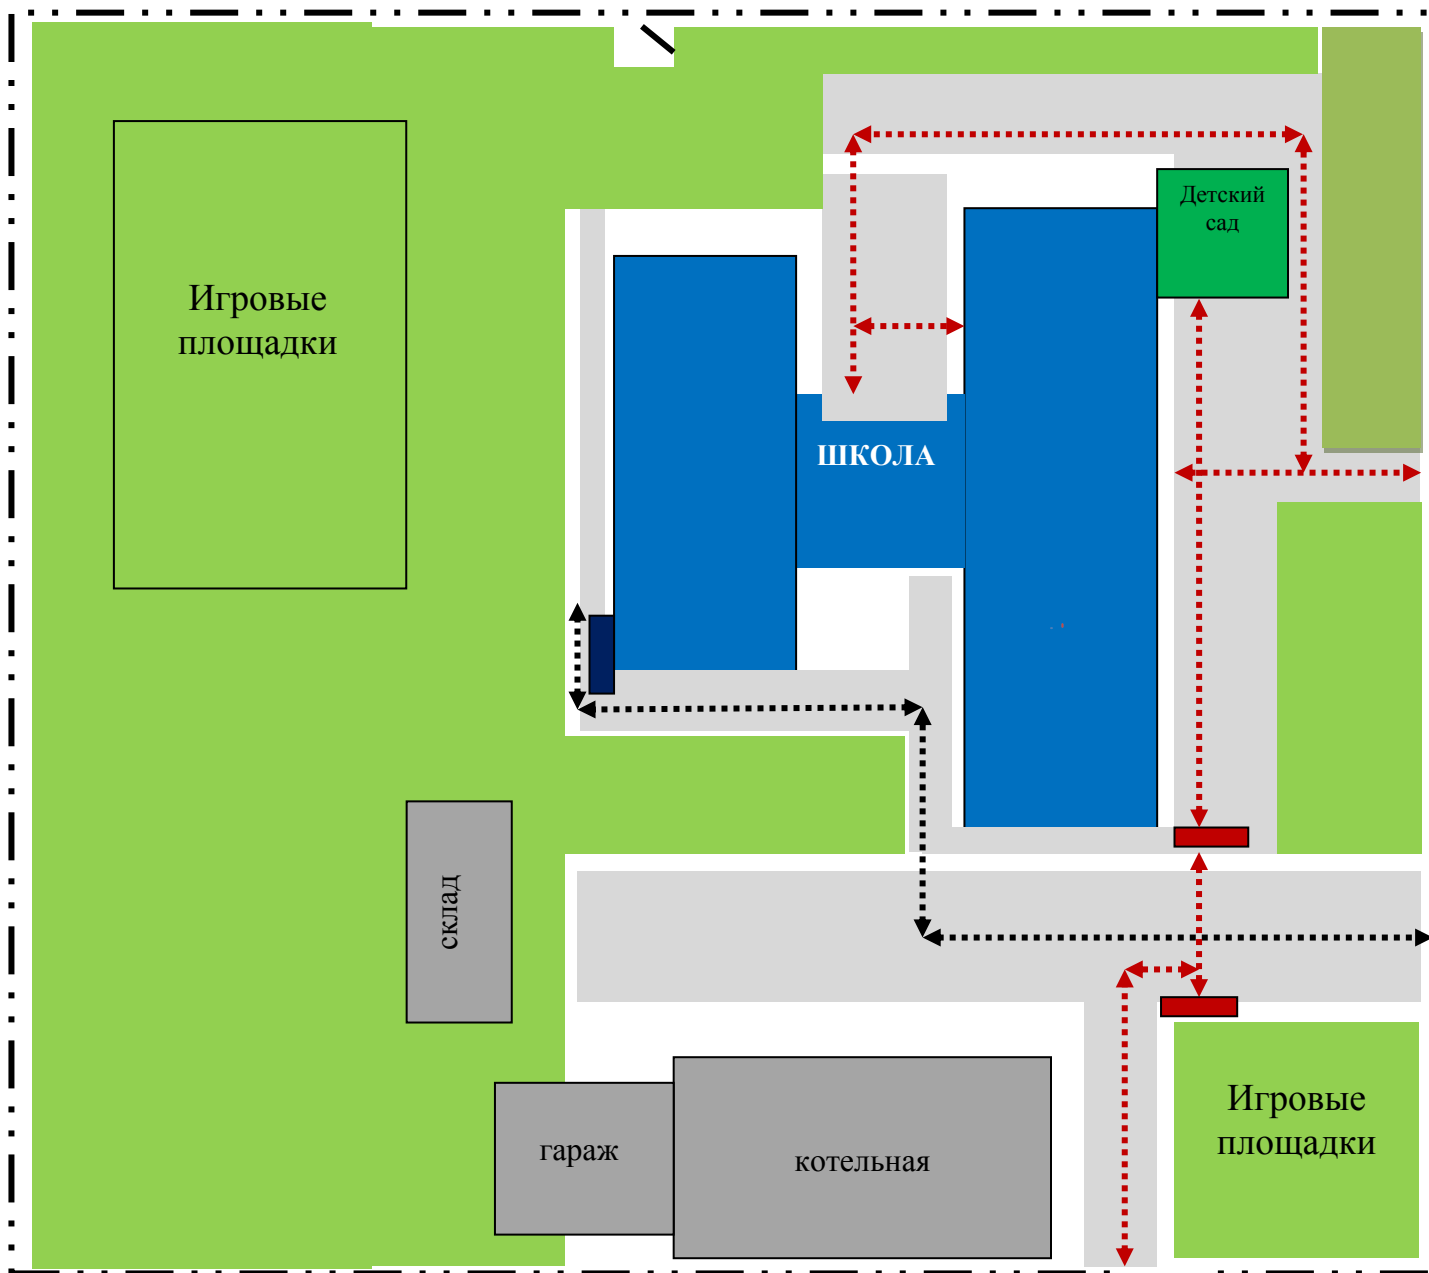 Детский
сад
Игровые
площадки
ШКОЛА
склад
гараж
котельная
Игровые
площадки